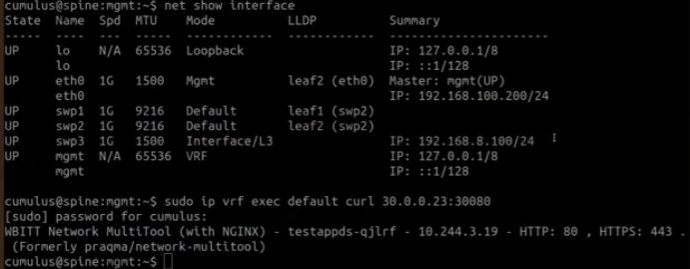 cumulus@spine:mgmt:~$ net show interface
State  Name  Spd  MTU    Mode          LLDP          Summary
-----  ----  ---  -----  ------------  ------------  ----------------------
UP     lo    N/A  65536  Loopback                    IP: 127.0.0.1/8
       lo                                            IP: ::1/128
UP     eth0  1G   1500   Mgmt          leaf2 (eth0)  Master: mgmt(UP)
       eth0                                          IP: 192.168.100.200/24
UP     swp1  1G   9216   Default       leaf1 (swp2)
UP     swp2  1G   9216   Default       leaf2 (swp2)
UP     swp3  1G   1500   Interface/L3                IP: 192.168.8.100/24
UP     mgmt  N/A  65536  VRF                         IP: 127.0.0.1/8
       mgmt                                          IP: ::1/128
cumulus@spine:mgmt:~$ sudo ip vrf exec default curl 30.0.0.23:30080
[sudo] password for cumulus:
WBITT Network MultiTool (with NGINX) - testappds-qjlrf - 10.244.3.19 - HTTP: 80 , HTTPS: 443 .
(Formerly praqma/network-multitool)
cumulus@spine:mgmt:~$